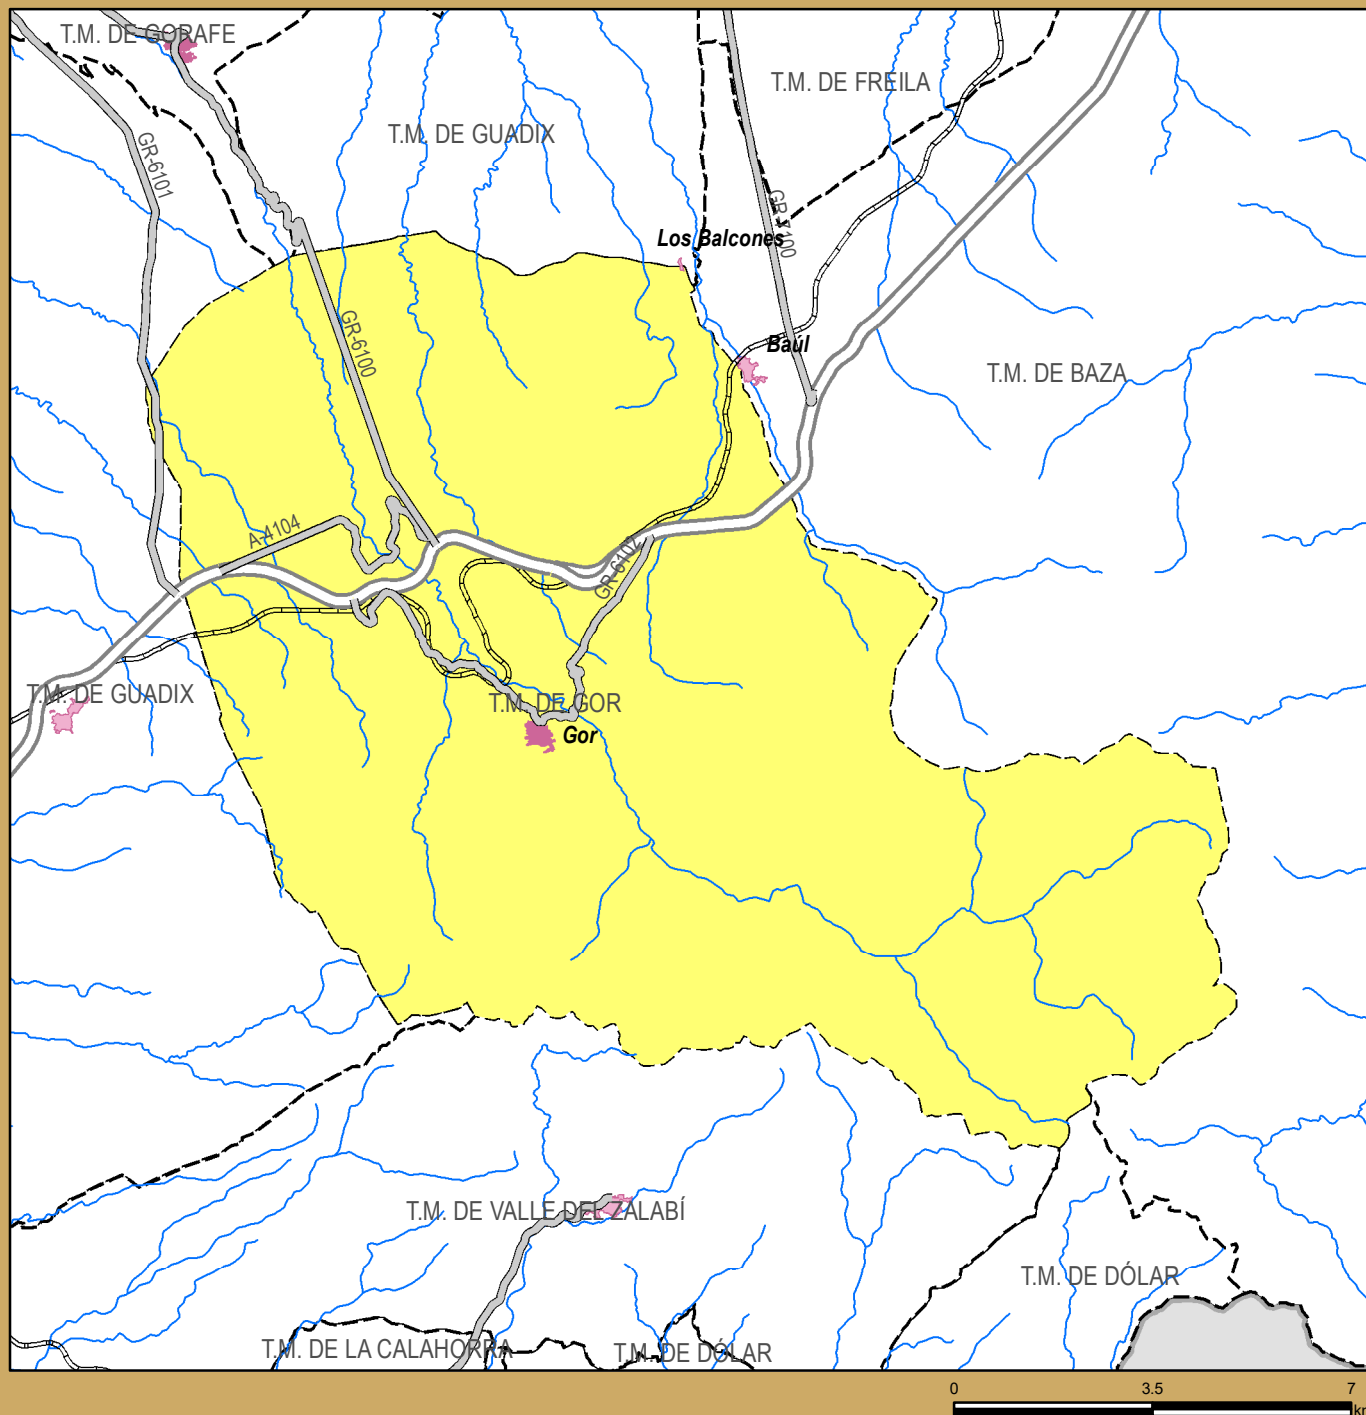 T.M. DE GORAFE
T.M. DE FREILA
T.M. DE GUADIX
GR-6101
GR-7100
Los Balcones
GR-6100
Baúl
T.M. DE BAZA
A-4104
GR-6102
T.M. DE GUADIX
T.M. DE GOR
Gor
T.M. DE VALLE DEL ZALABÍ
T.M. DE DÓLAR
T.M. DE LA CALAHORRA
T.M. DE DÓLAR
0 3.5 7
km